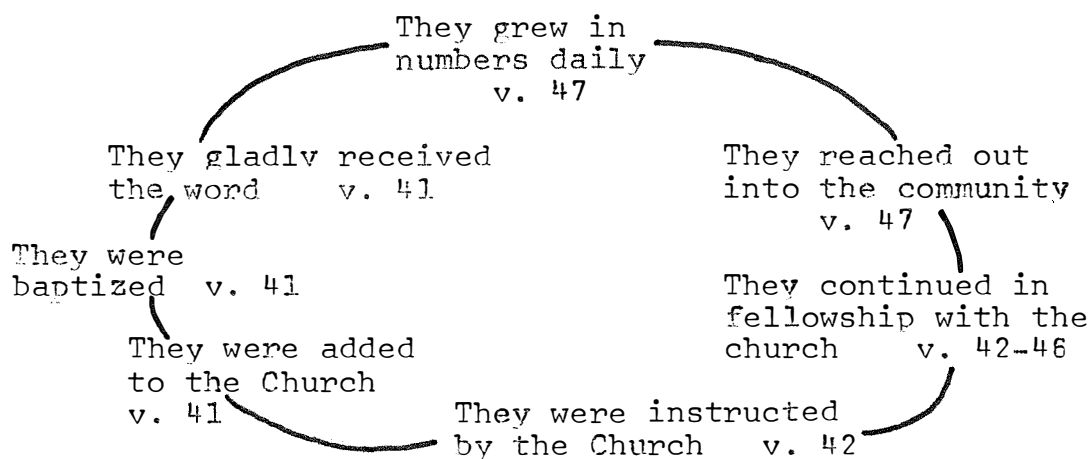 They grew in
numbers daily
v. 47
They gladly received
the word v. 41
They were
baptized v. 41
They were added
to the Church
v. 41
They were instructed
by the Church v. 42
They continued in
fellowship with the
church v. 42-46
They reached out
into the community
v. 47